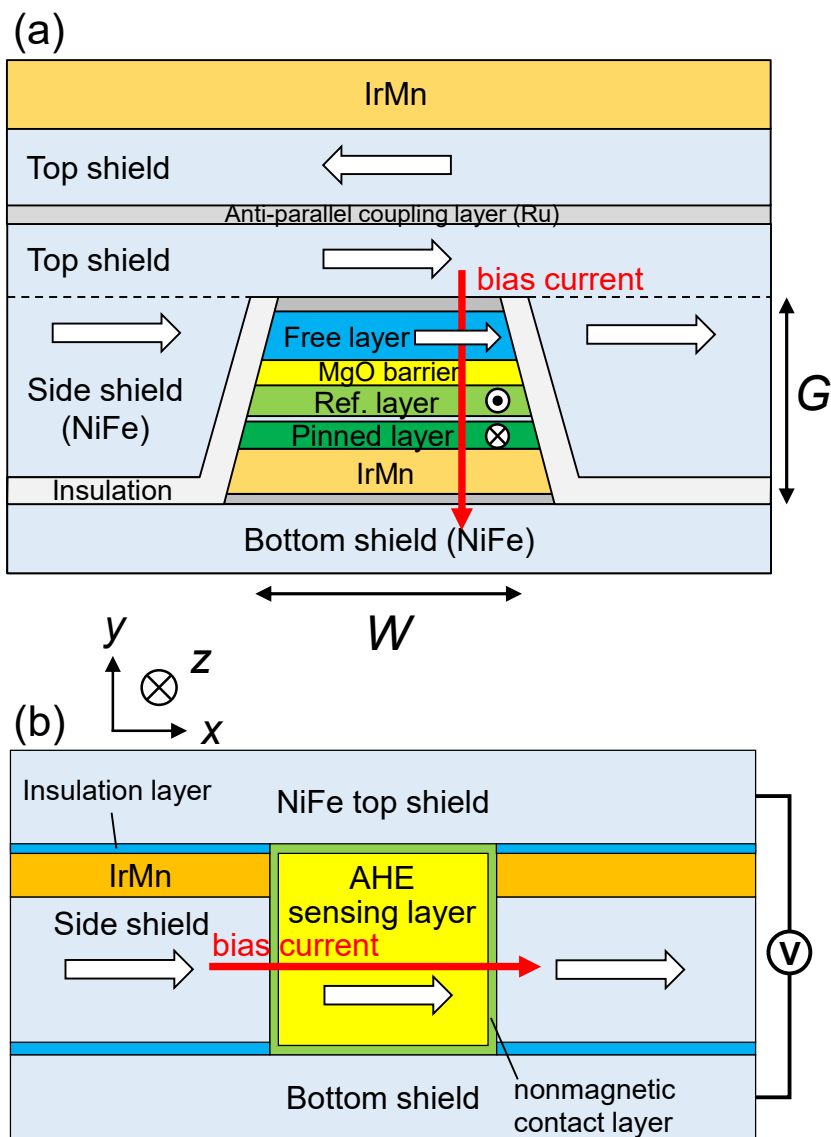 (a)
IrMn
Top shield
Anti-parallel coupling layer (Ru)
Top shield
bias current
Free layer
MgO barrier
Side shield
(NiFe)
Ref. layer
G
Pinned layer
IrMn
Insulation
Bottom shield (NiFe)
W
y
z
x
(b)
Insulation layer
NiFe top shield
IrMn
AHE
sensing layer
Side shield
bias current
V
Bottom shield
nonmagnetic
contact layer